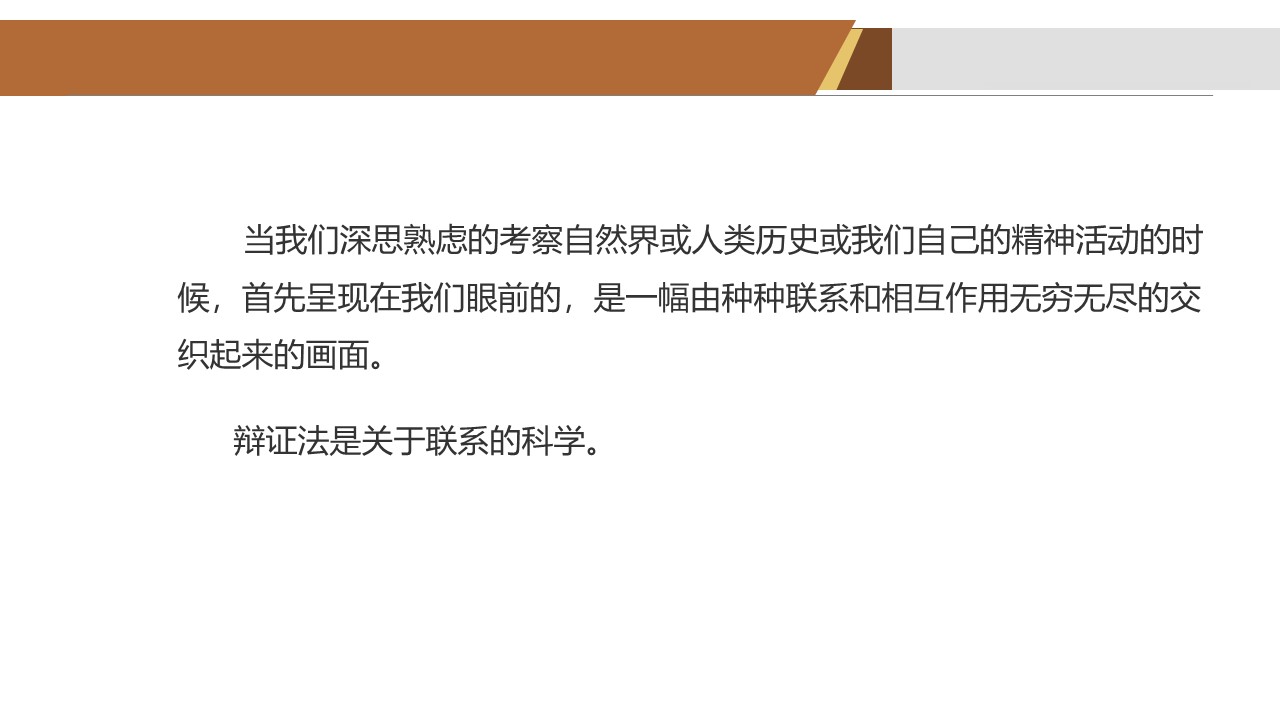 当我们深思熟虑的考察自然界或人类历史或我们自己的精神活动的时
候，首先呈现在我们眼前的，是一幅由种种联系和相互作用无穷无尽的交
织起来的画面。
辩证法是关于联系的科学。